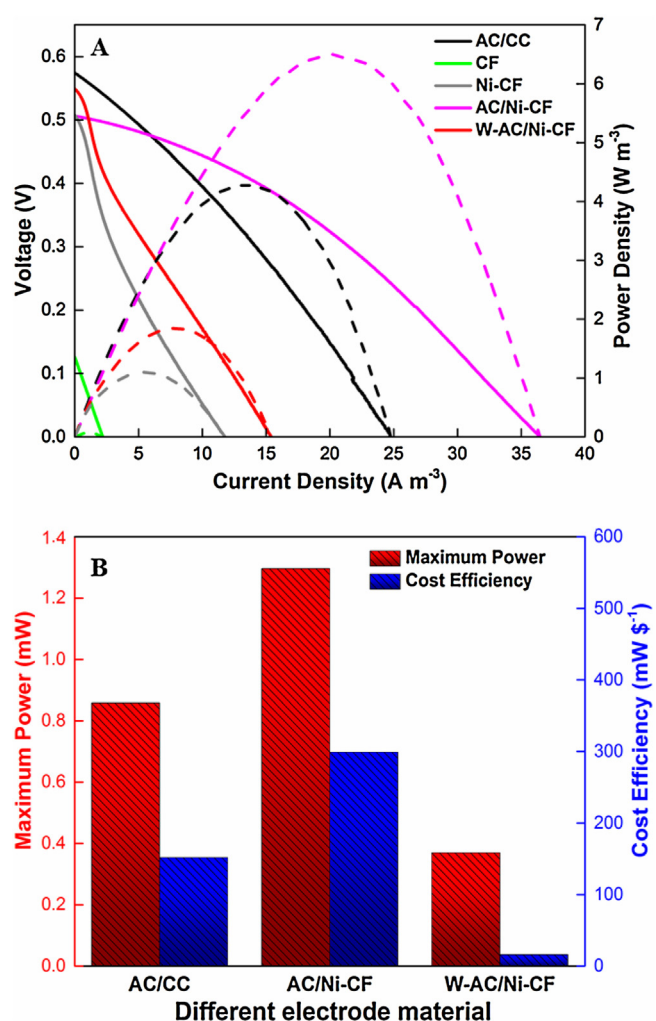 A
AC/CC
CF
Ni-CF
AC/Ni-CF
W-AC/Ni-CF
Voltage (V)
0.6
0.5
0.4
0.3
0.2
0.1
0.0
Power Density (W m-3)
7
6
5
4
3
2
1
0
0 5 10 15 20 25 30 35 40
Current Density (A m-3)
B
Maximum Power
Cost Efficiency
Maximum Power (mW)
1.4
1.2
1.0
0.8
0.6
0.4
0.2
0.0
Cost Efficiency (mW $-1)
600
500
400
300
200
100
0
AC/CC AC/Ni-CF W-AC/Ni-CF
Different electrode material